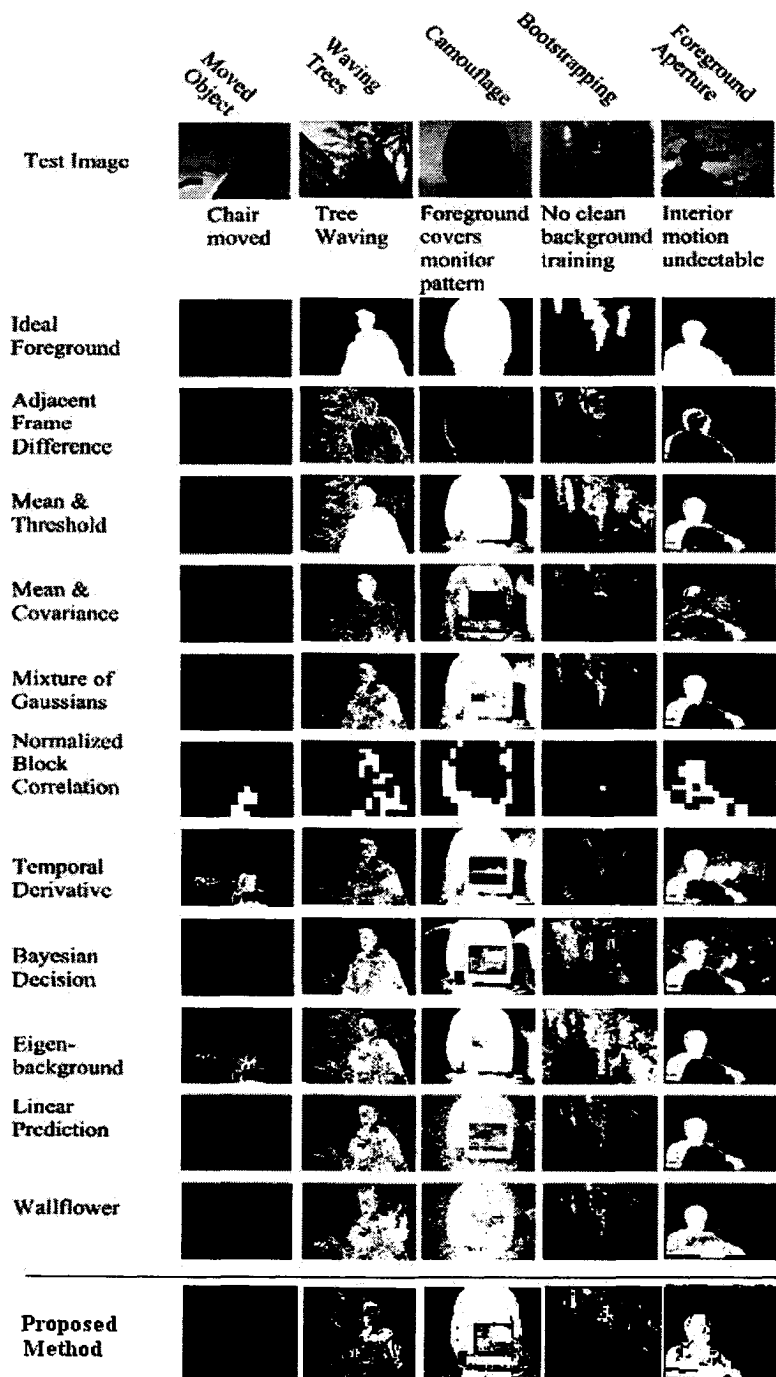 Moved
Object
Waving
Trees
Camouflage
Bootstrapping
Foreground
Aperture
Test Image
Chair
moved
Tree
Waving
Foreground
covers
monitor
pattern
No clean
background
training
Interior
motion
undectable
Ideal
Foreground
Adjacent
Frame
Difference
Mean &
Threshold
Mean &
Covariance
Mixture of
Gaussians
Normalized
Block
Correlation
Temporal
Derivative
Bayesian
Decision
Eigen-
background
Linear
Prediction
Wallflower
Proposed
Method